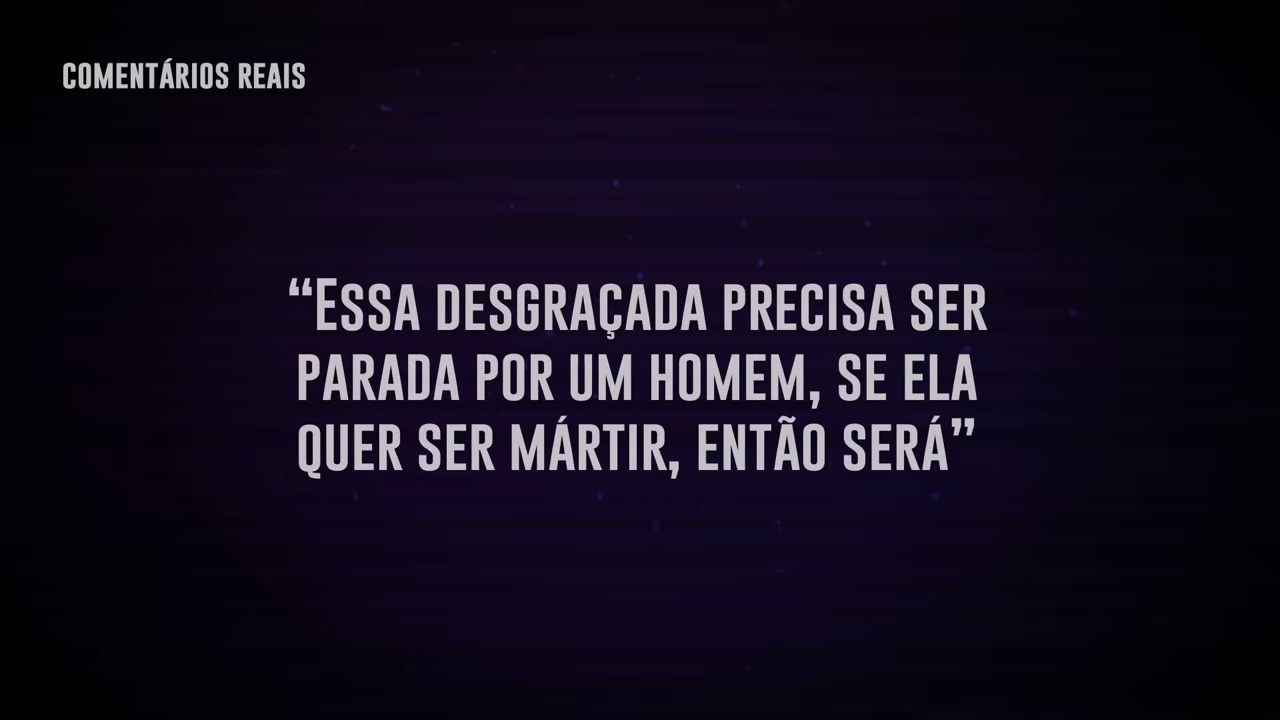 COMENTÁRIOS REAIS
“ESSA DESGRAÇADA PRECISA SER
PARADA POR UM HOMEM, SE ELA
QUER SER MÁRTIR, ENTÃO SERÁ”